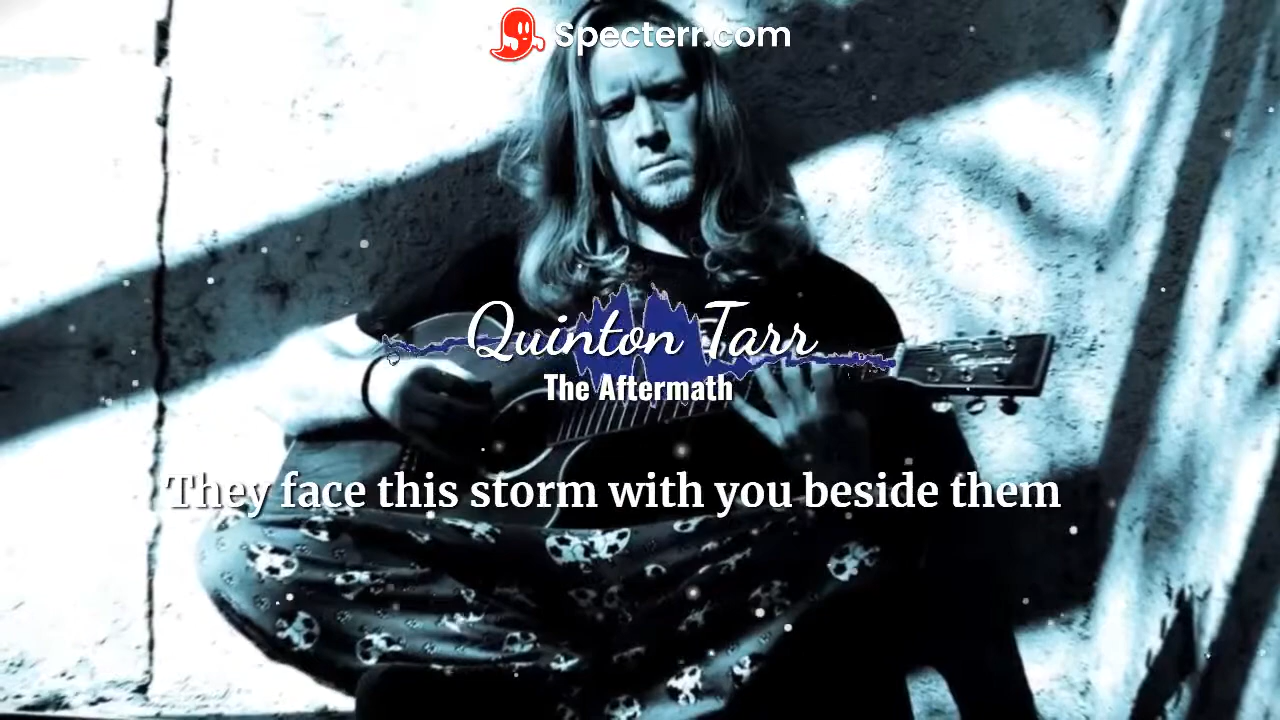 Specterr.com
Quinton Tarr
The Aftermath
They face this storm with you beside them